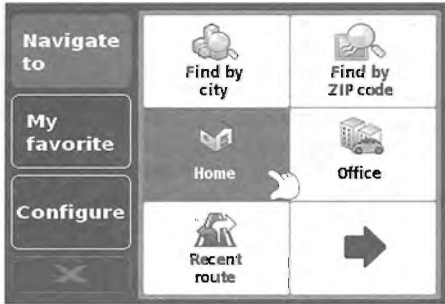 Navigate
to
My
favorite
Configure
Find by
city
Find by
ZIP code
Home
Office
Recent
route